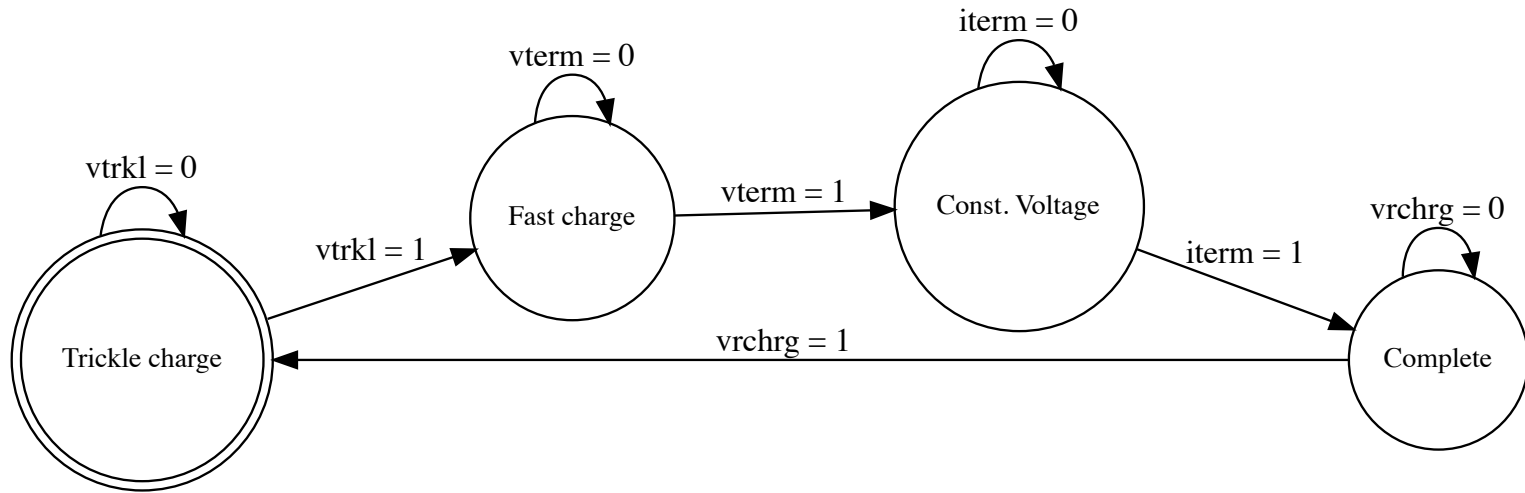 iterm = 0
vterm = 0
vtrkl = 0
vtrkl = 1
Fast charge
vterm = 1
Const. Voltage
iterm = 1
vrchrg = 0
vrchrg = 1
Trickle charge
Complete